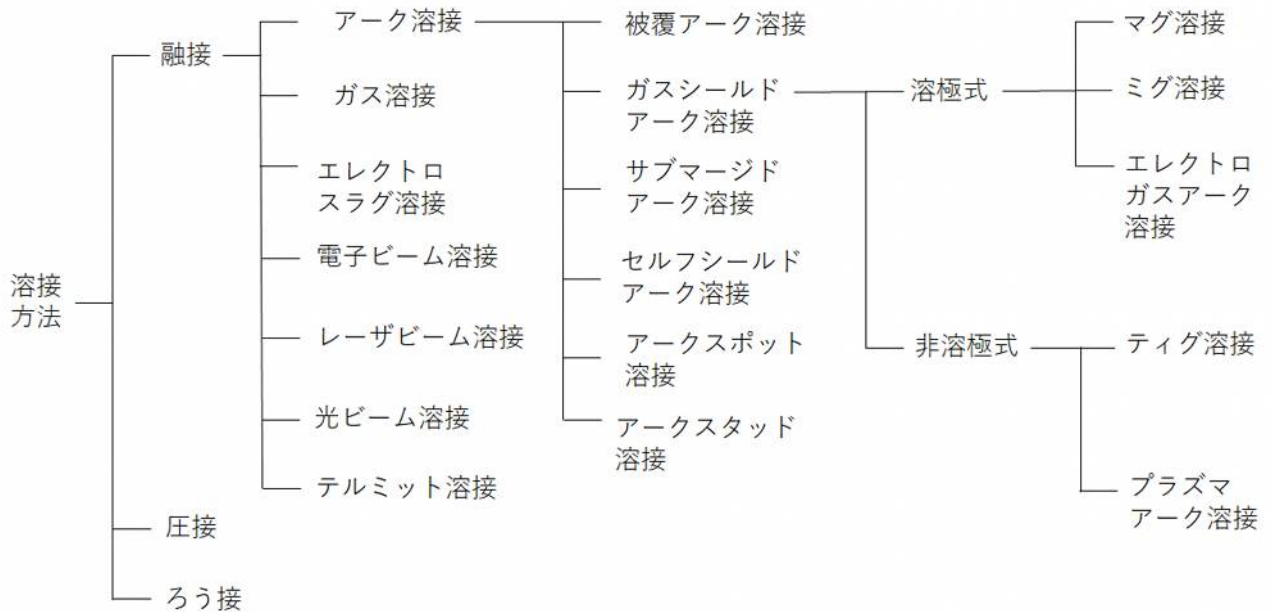 溶接
方法
融接
圧接
ろう接
アーク溶接
ガス溶接
エレクトロ
スラグ溶接
電子ビーム溶接
レーザビーム溶接
光ビーム溶接
テルミット溶接
被覆アーク溶接
ガスシールド
アーク溶接
サブマージド
アーク溶接
セルフシールド
アーク溶接
アークスポット
溶接
アークスタッド
溶接
溶極式
非溶極式
マグ溶接
ミグ溶接
エレクトロ
ガスアーク
溶接
ティグ溶接
プラズマ
アーク溶接